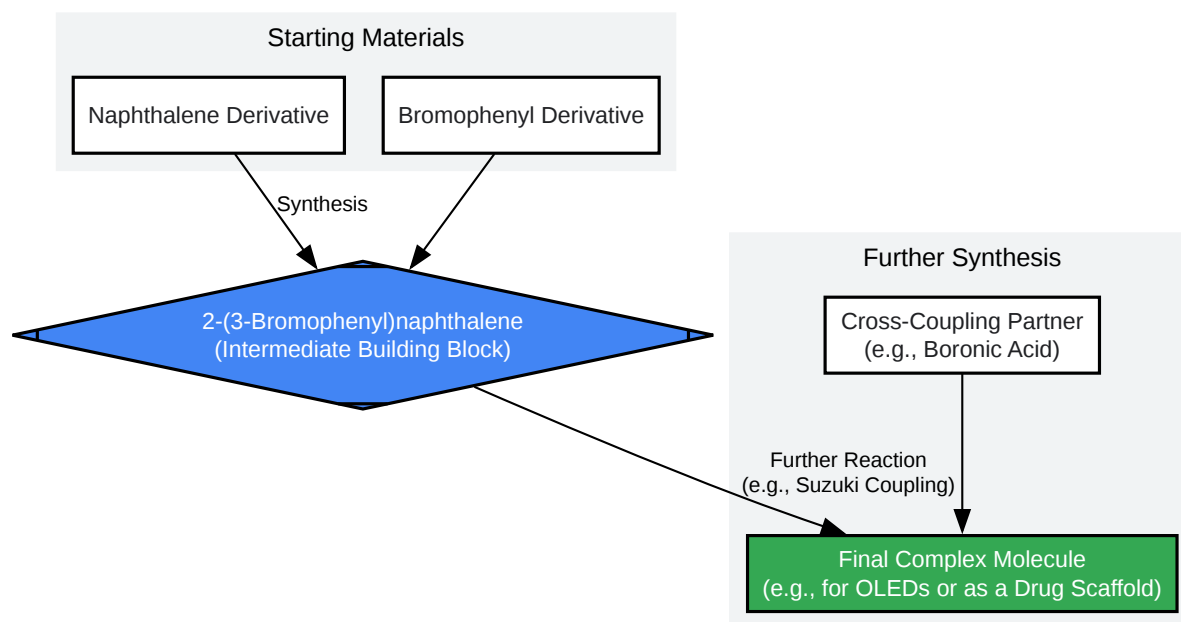 Starting Materials
Naphthalene Derivative
Bromophenyl Derivative
Synthesis
2-(3-Bromophenyl)naphthalene
(Intermediate Building Block)
Further Synthesis
Cross-Coupling Partner
(e.g., Boronic Acid)
Further Reaction
(e.g., Suzuki Coupling)
Final Complex Molecule
(e.g., for OLEDs or as a Drug Scaffold)